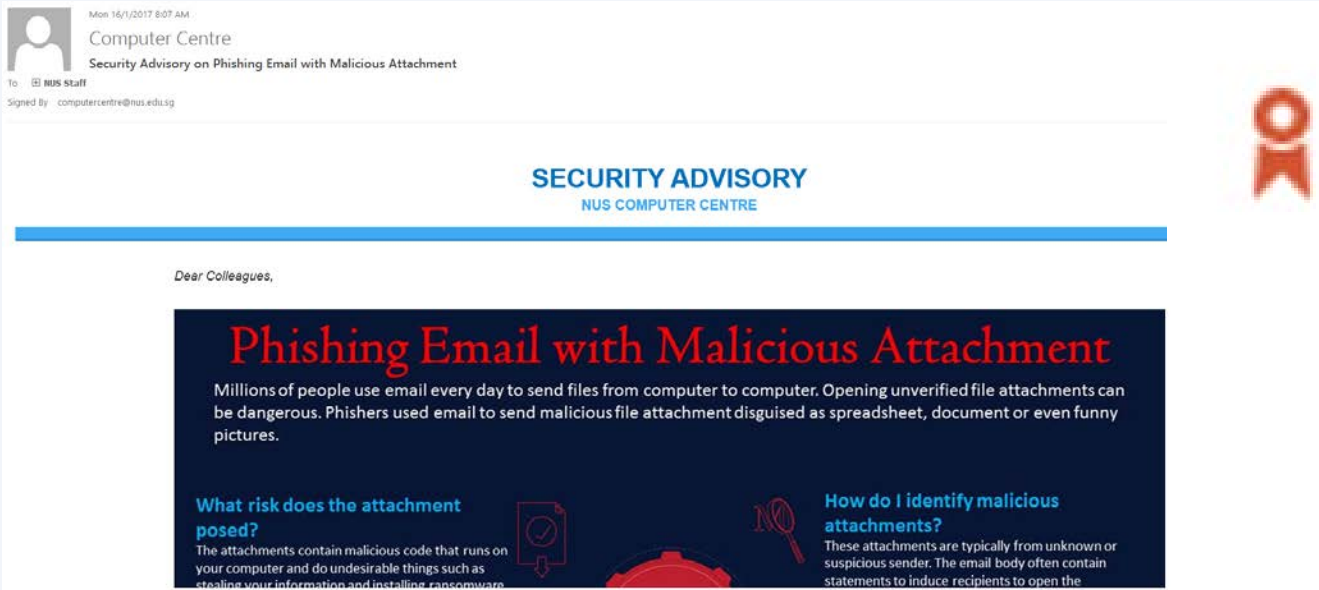 Mon 16/1/2017 8:07 AM
Computer Centre
Security Advisory on Phishing Email with Malicious Attachment
To NUS Staff
Signed By computercentre@nus.edu.sg
SECURITY ADVISORY
NUS COMPUTER CENTRE
Dear Colleagues,
Phishing Email with Malicious Attachment
Millions of people use email every day to send files from computer to computer. Opening unverified file attachments can
be dangerous. Phishers used email to send malicious file attachment disguised as spreadsheet, document or even funny
pictures.
What risk does the attachment
posed?
The attachments contain malicious code that runs on
your computer and do undesirable things such as
stealing your information and installing ransomware
How do I identify malicious
attachments?
These attachments are typically from unknown or
suspicious sender. The email body often contain
statements to induce recipients to open the